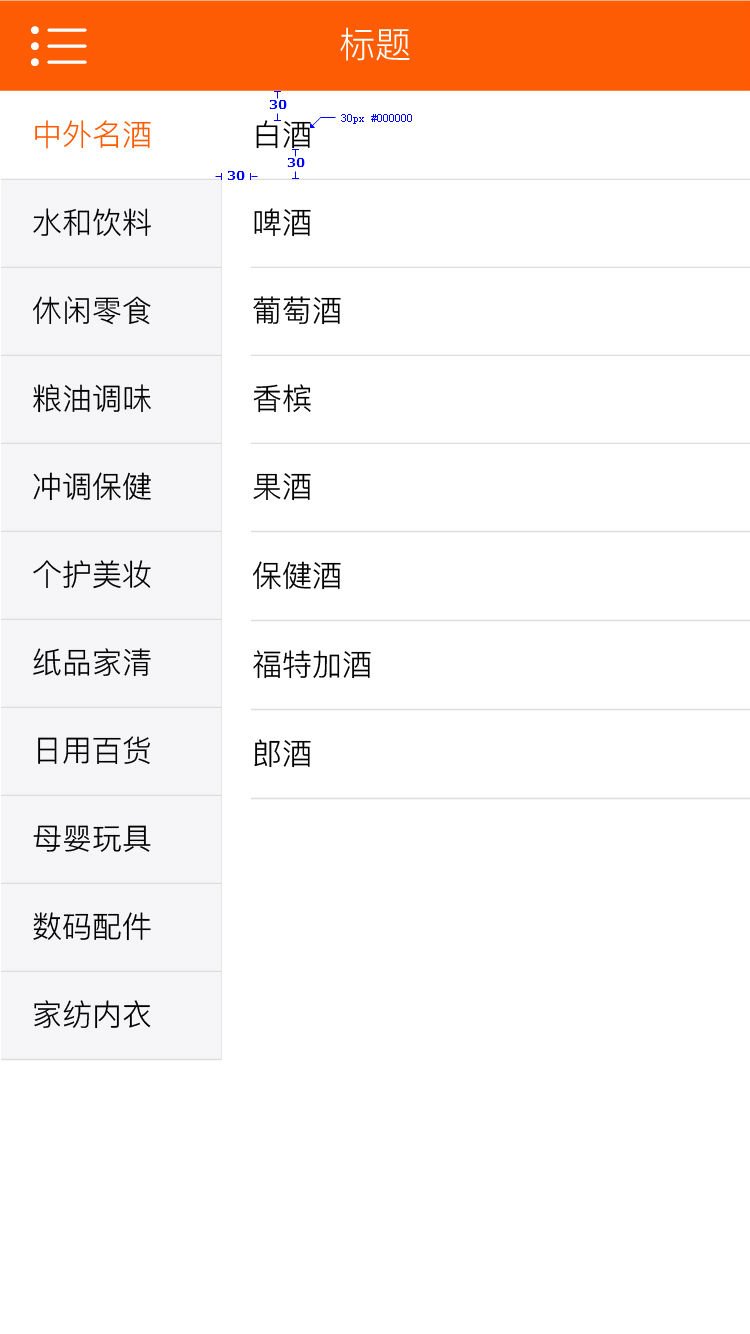 标题
30
30px #000000
中外名酒
白酒
30
30
水和饮料
啤酒
休闲零食
葡萄酒
粮油调味
香槟
冲调保健
果酒
个护美妆
保健酒
纸品家清
福特加酒
日用百货
郎酒
母婴玩具
数码配件
家纺内衣